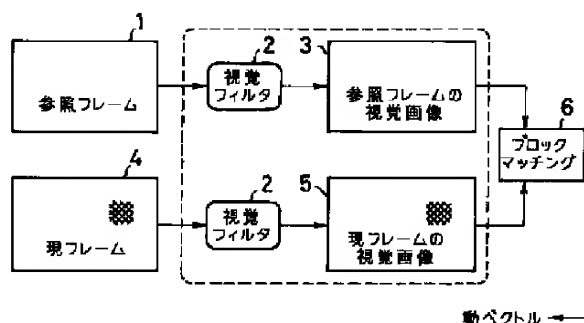 1
参照フレーム
2
視覚
フィルタ
3
参照フレームの
視覚画像
4
現フレーム
2
視覚
フィルタ
5
現フレームの
視覚画像
6
ブロック
マッチング
動ベクトル